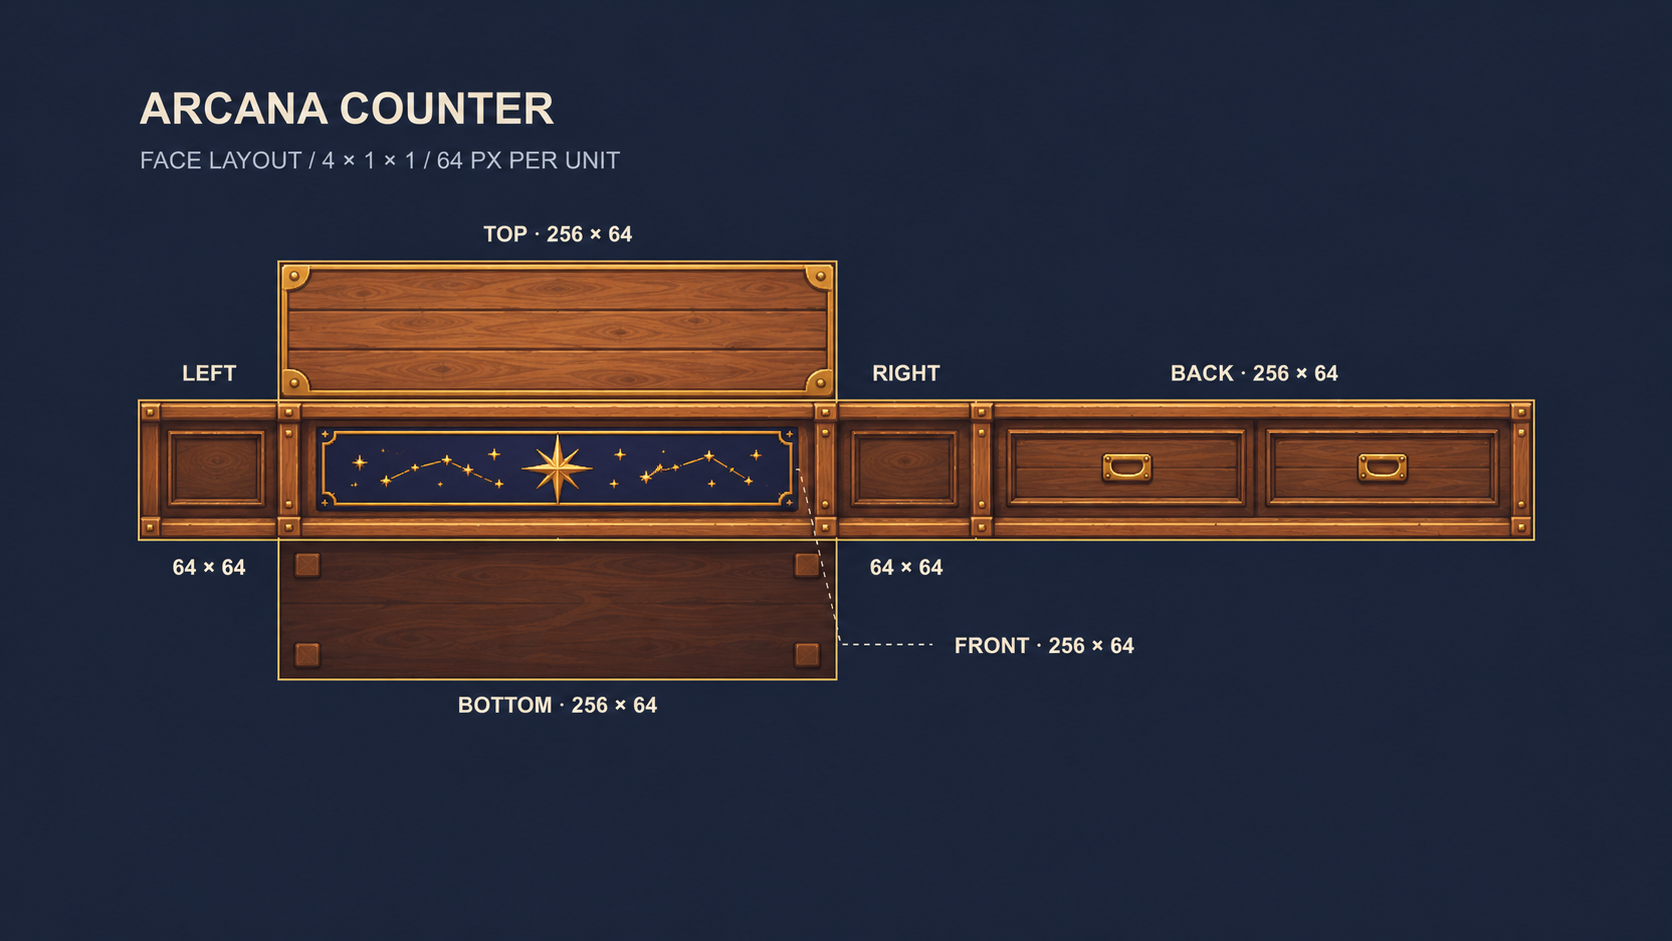 ARCANA COUNTER
FACE LAYOUT / 4 × 1 × 1 / 64 PX PER UNIT
TOP · 256 × 64
LEFT
RIGHT
BACK · 256 × 64
64 × 64
64 × 64
FRONT · 256 × 64
BOTTOM · 256 × 64